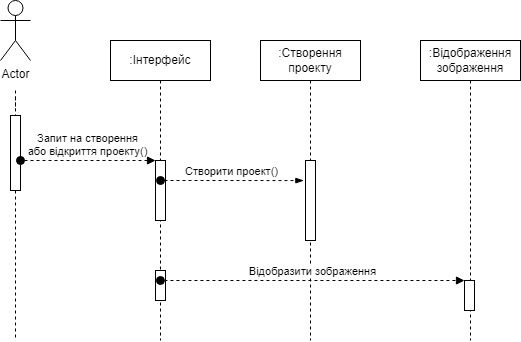 Actor
:Інтерфейс
:Створення
проекту
:Відображення
зображення
Запит на створення
або відкриття проекту()
Створити проект()
Відобразити зображення